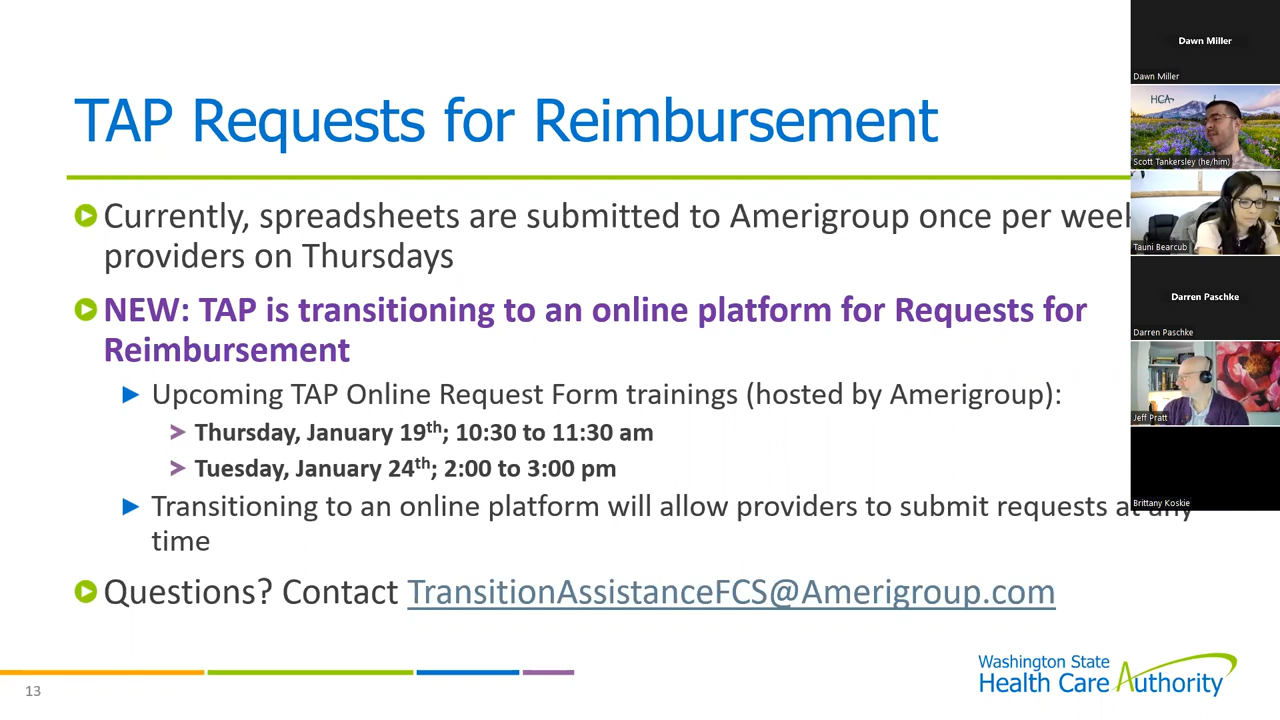 TAP Requests for Reimbursement
Currently, spreadsheets are submitted to Amerigroup once per
providers on Thursdays
NEW: TAP is transitioning to an online platform for Requests for
Reimbursement
Upcoming TAP Online Request Form trainings (hosted by Amerigroup):
Thursday, January 19th; 10:30 to 11:30 am
Tuesday, January 24th; 2:00 to 3:00 pm
Transitioning to an online platform will allow providers to submit requests at any
time
Questions? Contact TransitionAssistanceFCS@Amerigroup.com
13
Washington State
Health Care Authority
Dawn Miller
Dawn Miller
HCA
Scott Tankersley (he/him)
Tauni Bearcub
Darren Paschke
Darren Paschke
Jeff Pratt
Brittany Koskie